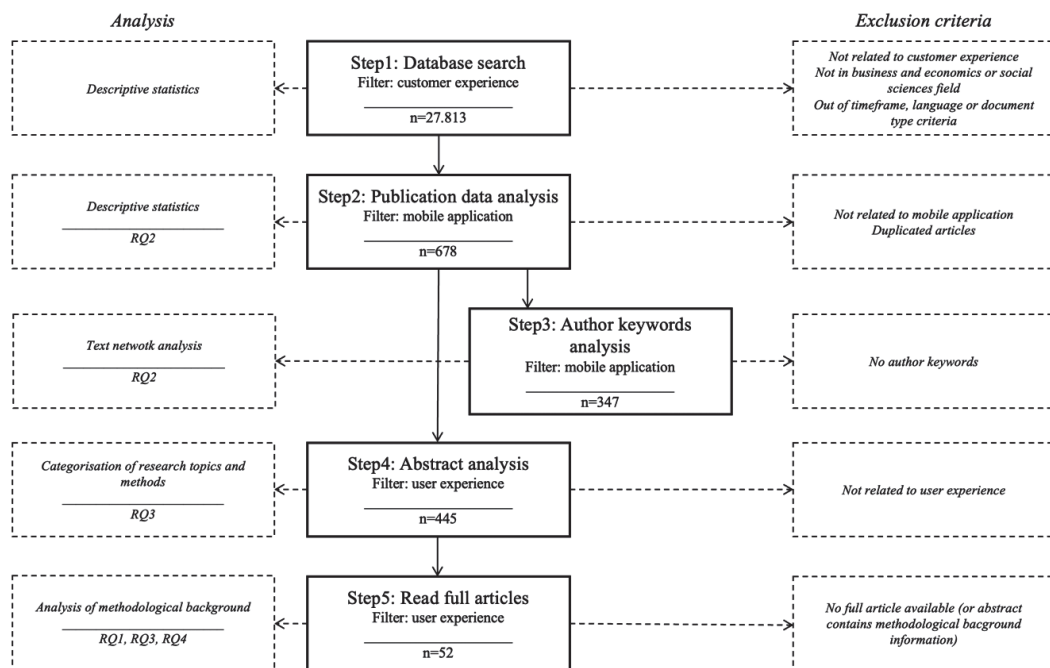 Analysis
Exclusion criteria
Descriptive statistics
Step1: Database search
Filter: customer experience
n=27.813
Not related to customer experience
Not in business and economics or social
sciences field
Out of timeframe, language or document
type criteria
Descriptive statistics
RQ2
Step2: Publication data analysis
Filter: mobile application
n=678
Not related to mobile application
Duplicated articles
Text netwotk analysis
RQ2
Step3: Author keywords
analysis
Filter: mobile application
n=347
No author keywords
Categorisation of research topics and
methods
RQ3
Step4: Abstract analysis
Filter: user experience
n=445
Not related to user experience
Analysis of methodological background
RQ1, RQ3, RQ4
Step5: Read full articles
Filter: user experience
n=52
No full article available (or abstract
contains methodological bacground
information)